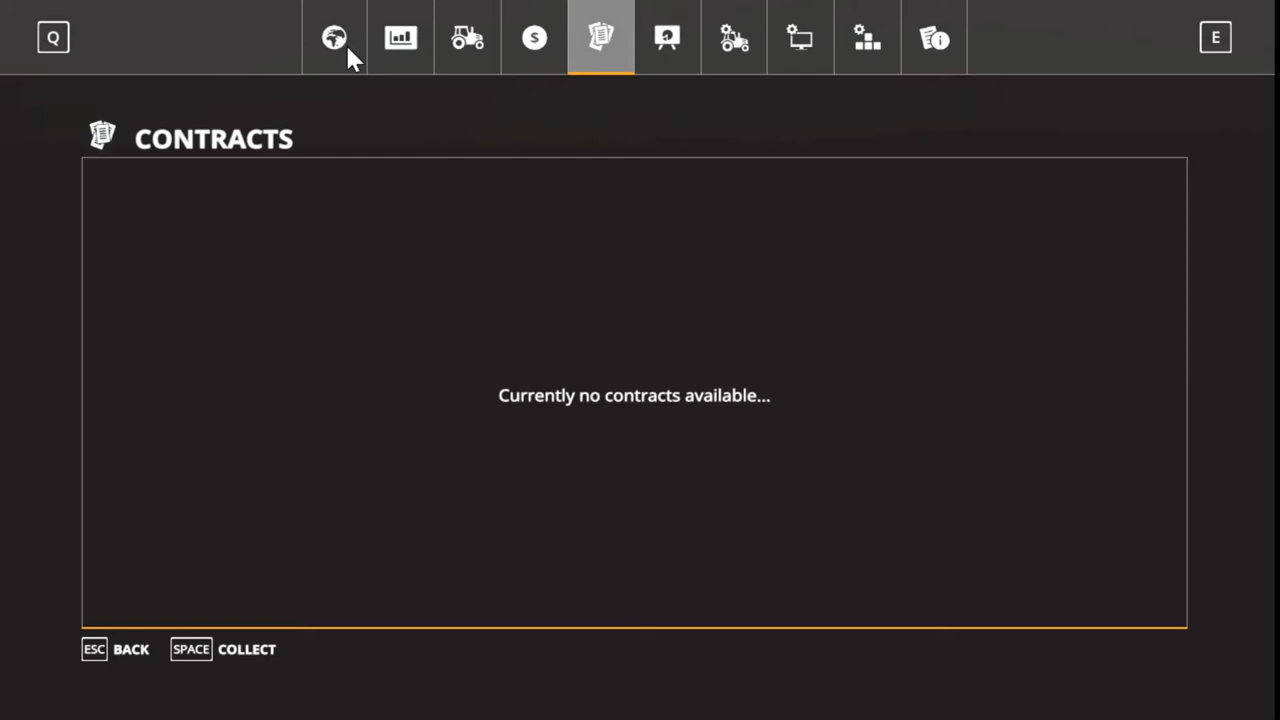 Q
E
CONTRACTS
Currently no contracts available...
ESC BACK SPACE COLLECT